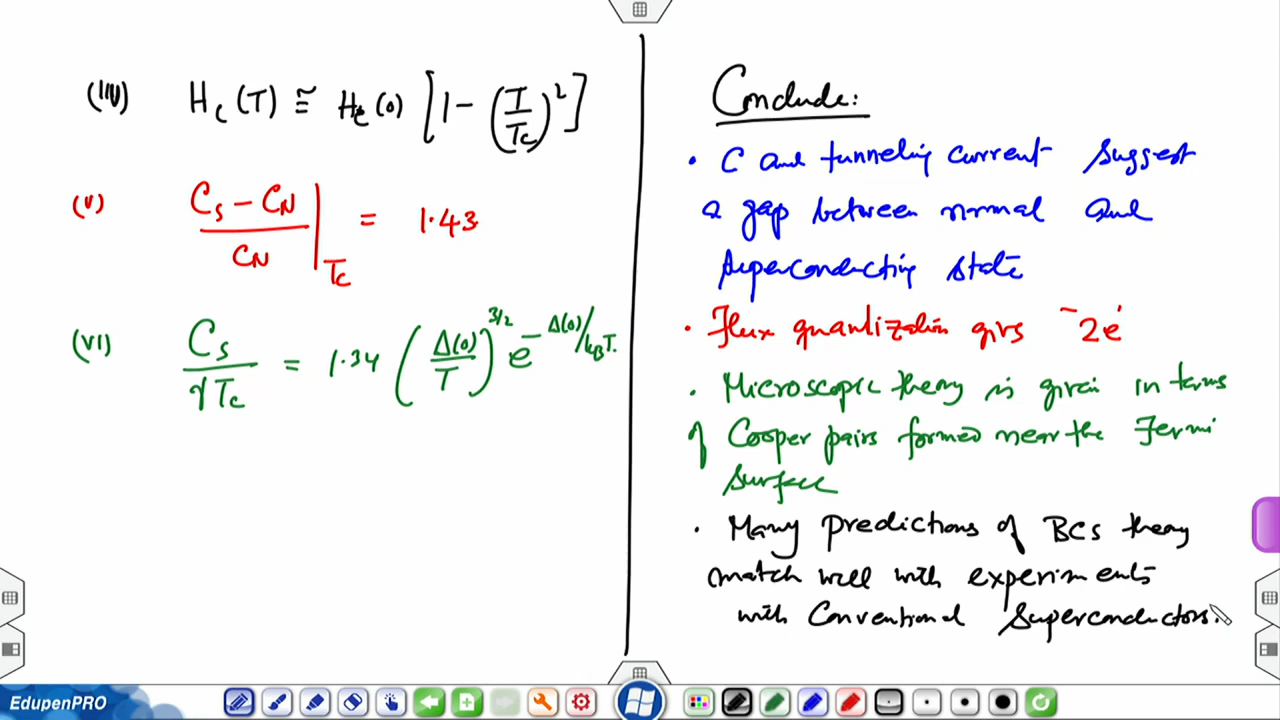 (iv) H_c(T) ≅ H_c(0) [1 - (T/T_c)^2]
(v) (C_s - C_N)/C_N |_{T_c} = 1.43
(vi) C_s/γT_c = 1.34 (Δ(0)/T)^{3/2} e^{-Δ(0)/k_BT}.
Conclude:
• C and tunneling current suggest
a gap between normal and
superconducting state
• Flux quantization gives 2e
• Microscopic theory is given in terms
of Cooper pairs formed near the Fermi
surface
• Many predictions of BCS theory
match well with experiments
with Conventional Superconductors.
EdupenPRO